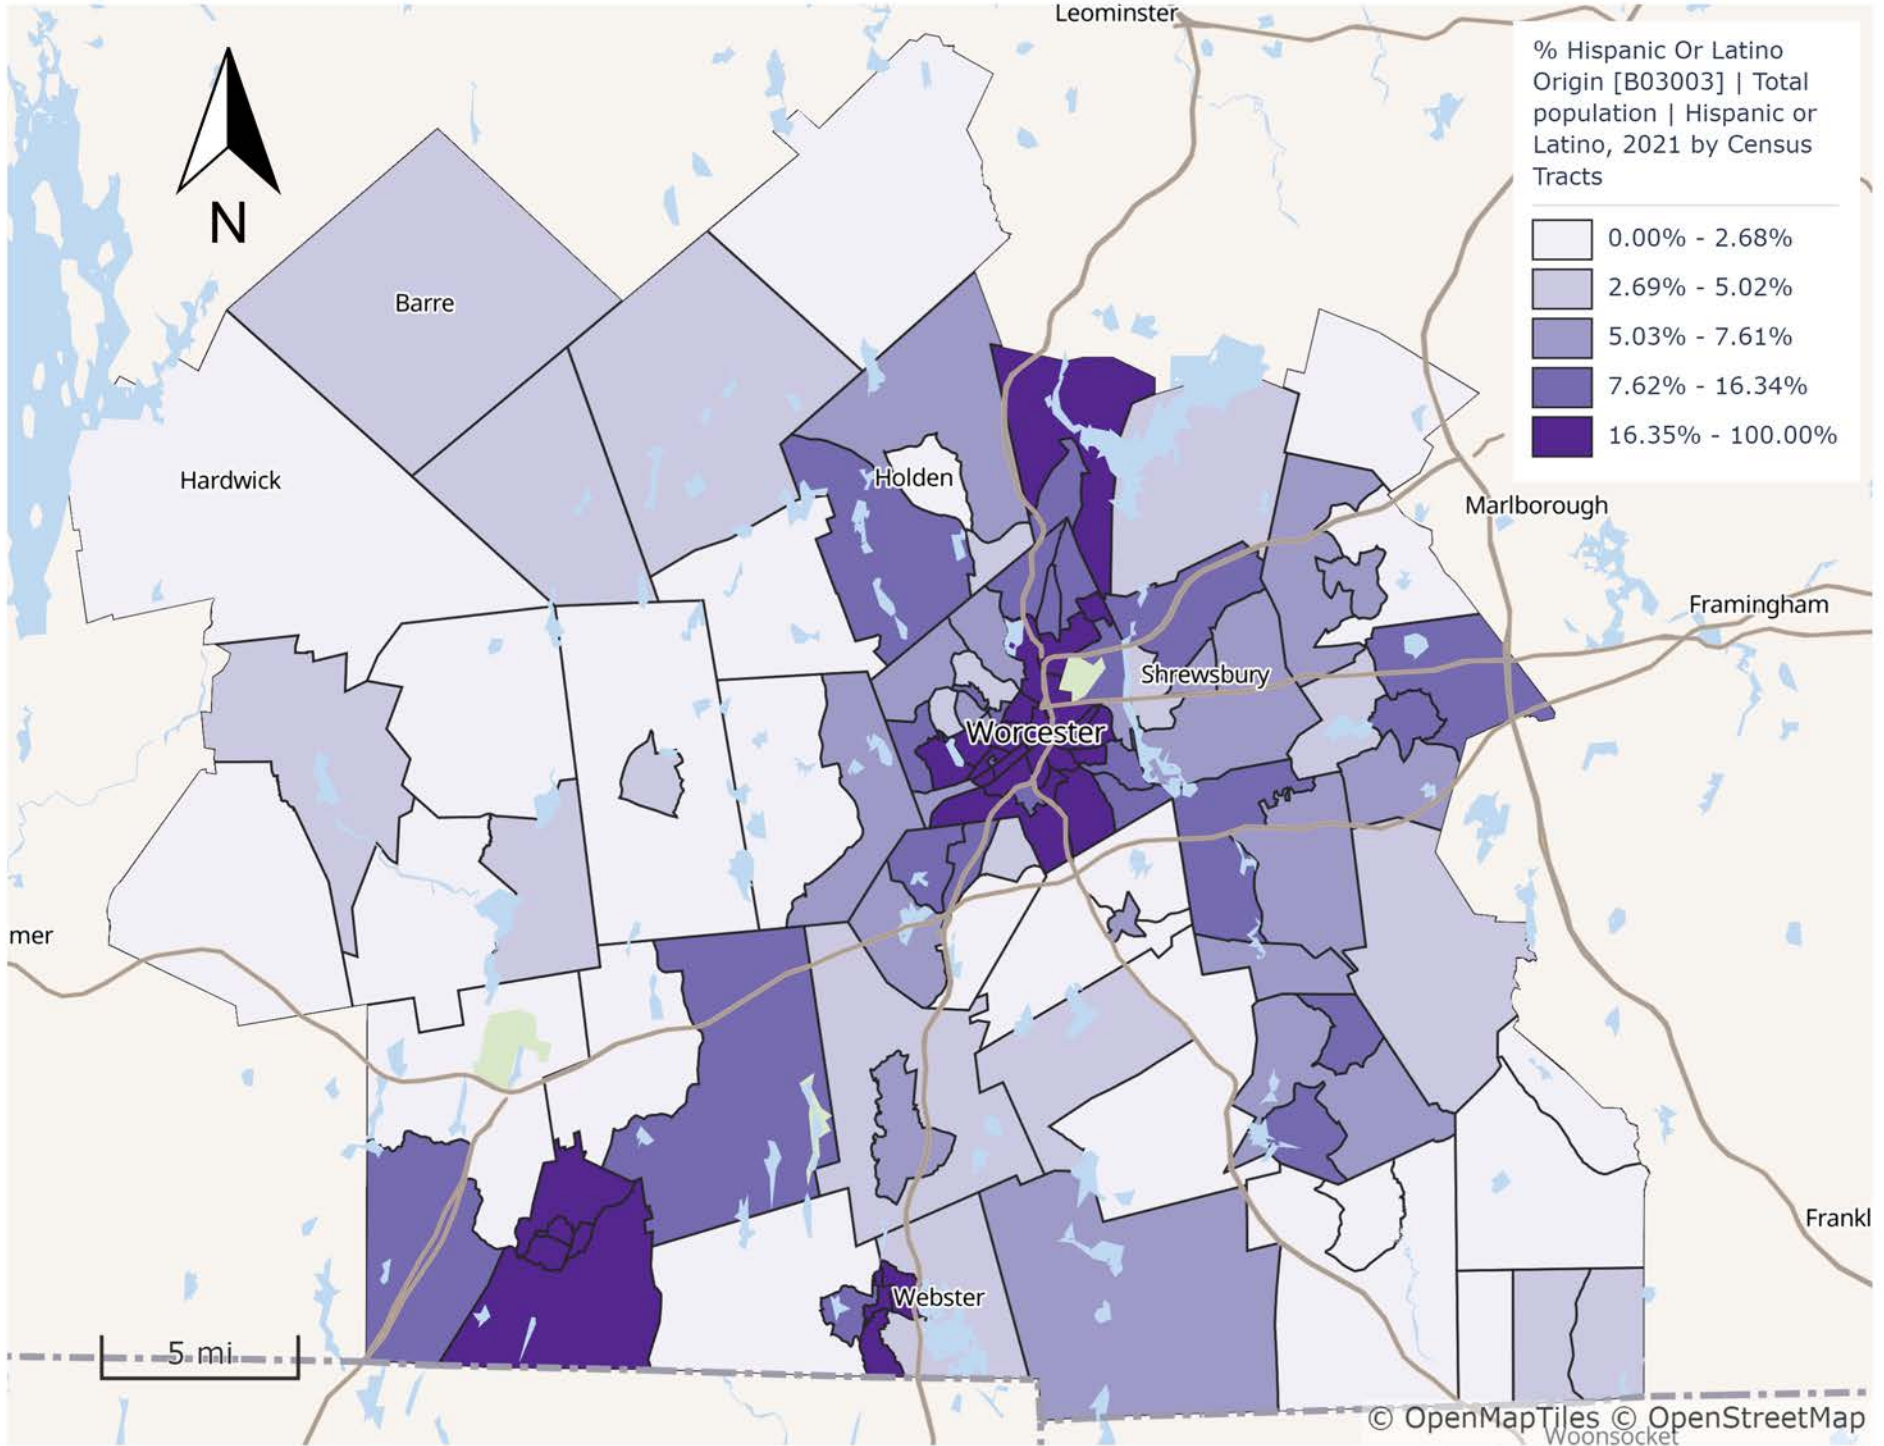 Leominster
% Hispanic Or Latino
Origin [B03003] | Total
population | Hispanic or
Latino, 2021 by Census
Tracts
0.00% - 2.68%
2.69% - 5.02%
5.03% - 7.61%
7.62% - 16.34%
16.35% - 100.00%
N
Barre
Hardwick
Holden
Marlborough
Framingham
Shrewsbury
Worcester
mer
Frankl
Webster
5 mi
© OpenMapTiles © OpenStreetMap
Woonsocket